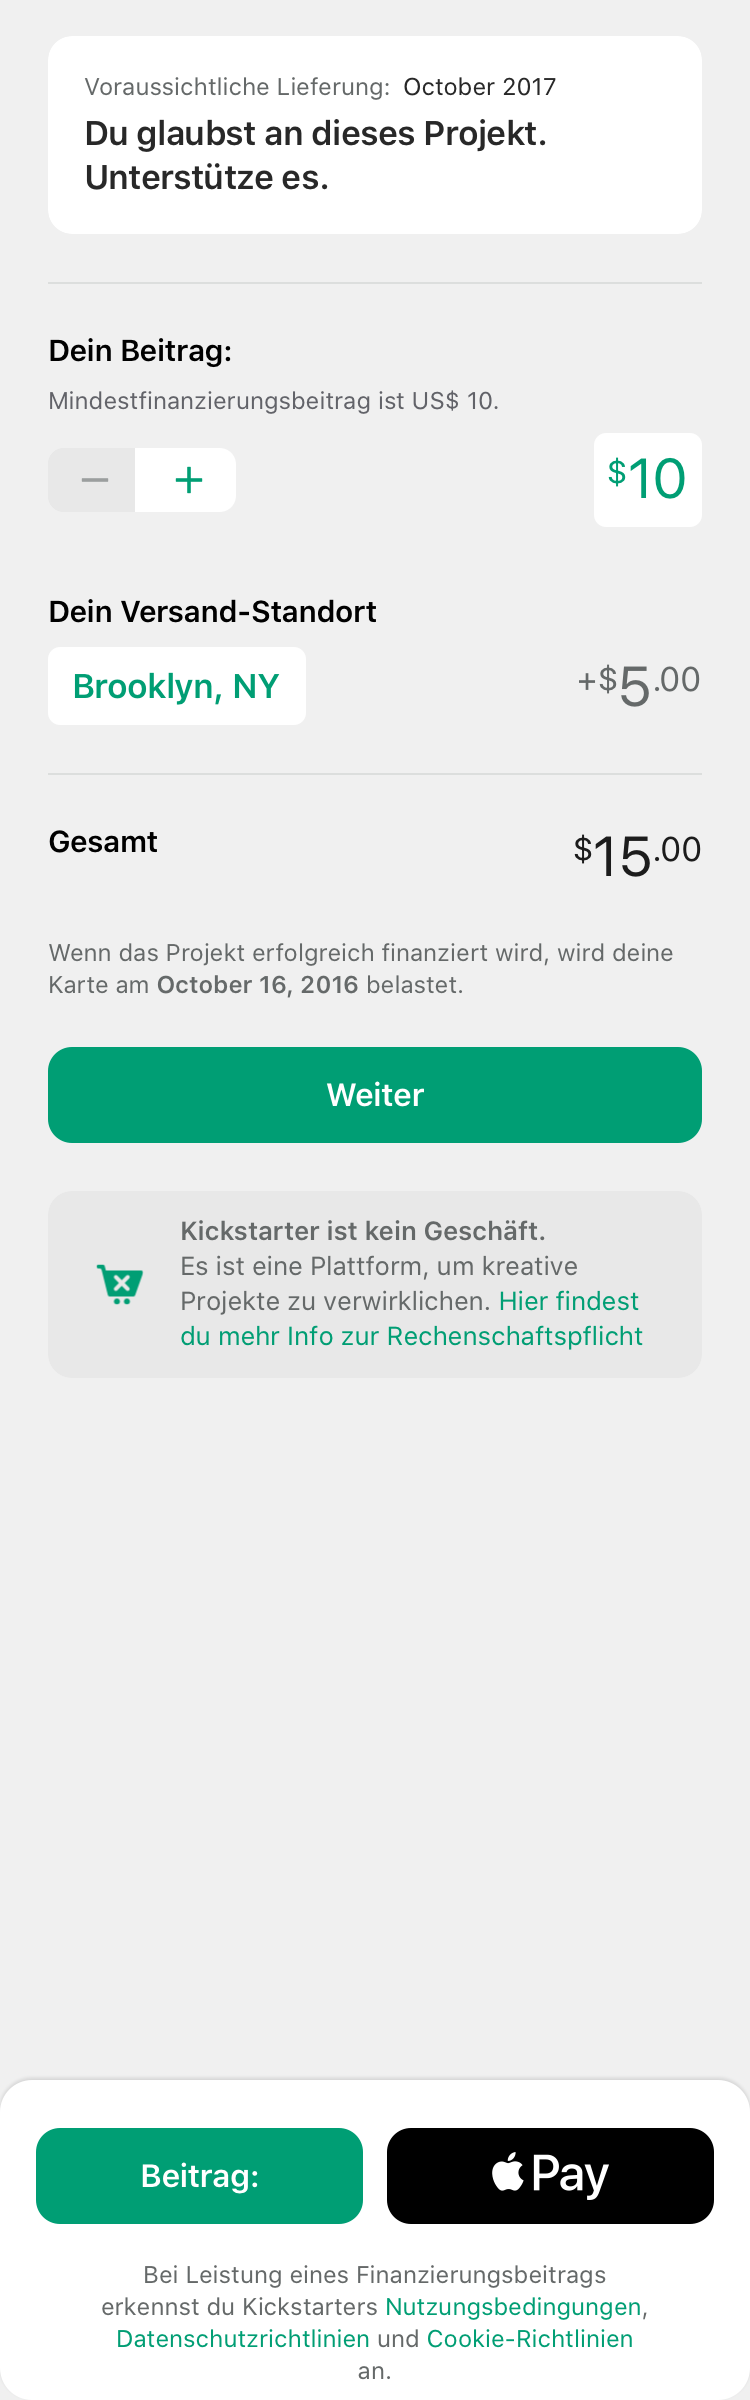 Voraussichtliche Lieferung: October 2017
Du glaubst an dieses Projekt.
Unterstütze es.
Dein Beitrag:
Mindestfinanzierungsbeitrag ist US$ 10.
− +
$10
Dein Versand-Standort
Brooklyn, NY
+$5.00
Gesamt
$15.00
Wenn das Projekt erfolgreich finanziert wird, wird deine
Karte am October 16, 2016 belastet.
Weiter
Kickstarter ist kein Geschäft.
Es ist eine Plattform, um kreative
Projekte zu verwirklichen. Hier findest
du mehr Info zur Rechenschaftspflicht
Beitrag:
Pay
Bei Leistung eines Finanzierungsbeitrags
erkennst du Kickstarters Nutzungsbedingungen,
Datenschutzrichtlinien und Cookie-Richtlinien
an.